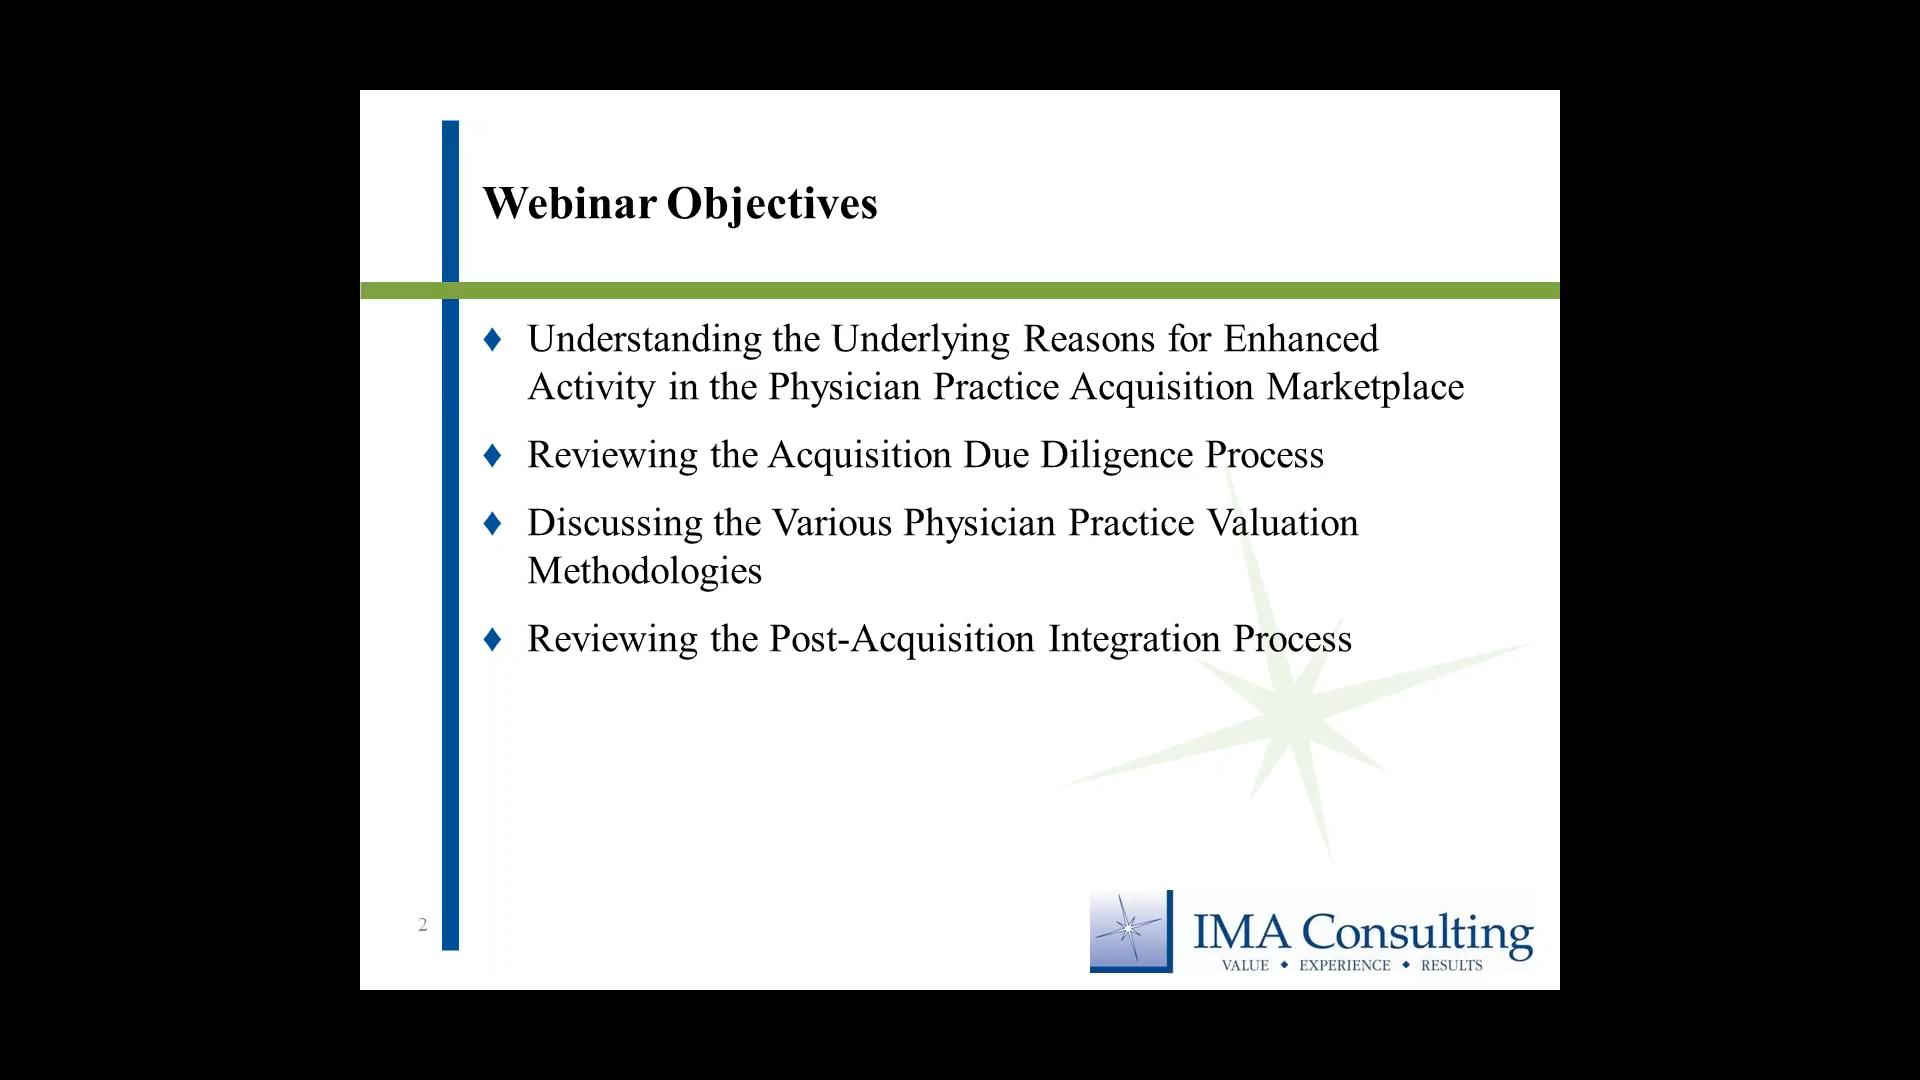 Webinar Objectives
♦ Understanding the Underlying Reasons for Enhanced
Activity in the Physician Practice Acquisition Marketplace
♦ Reviewing the Acquisition Due Diligence Process
♦ Discussing the Various Physician Practice Valuation
Methodologies
♦ Reviewing the Post-Acquisition Integration Process
2
IMA Consulting
VALUE ♦ EXPERIENCE ♦ RESULTS